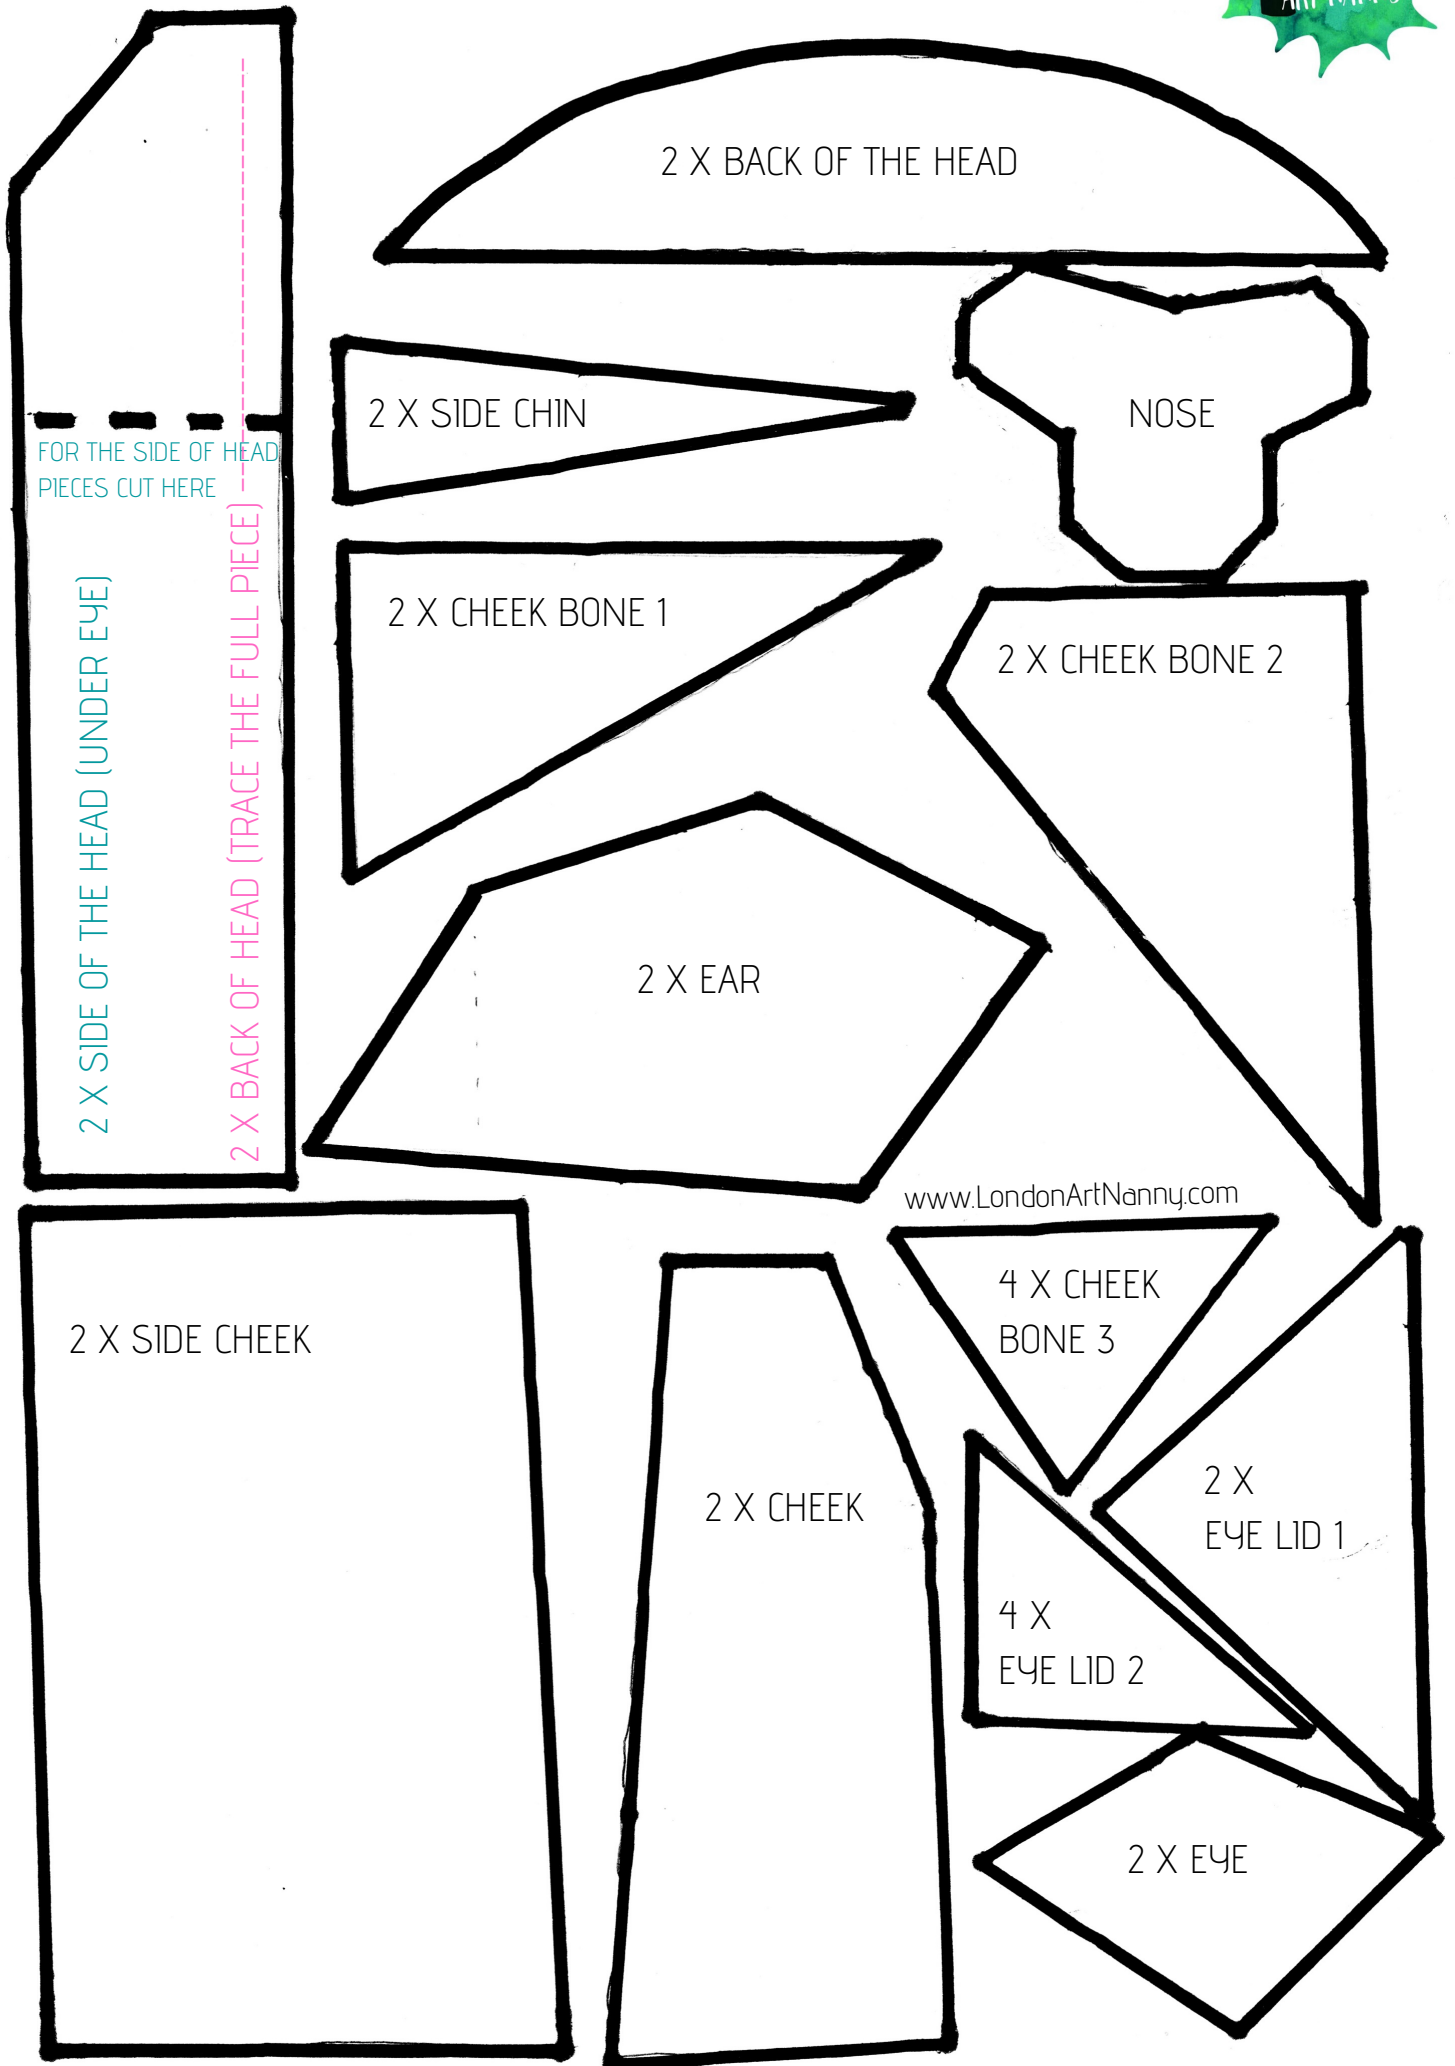 ART NANNY
2 X BACK OF THE HEAD
2 X SIDE CHIN
NOSE
FOR THE SIDE OF HEAD
PIECES CUT HERE
2 X SIDE OF THE HEAD (UNDER EYE)
2 X BACK OF HEAD (TRACE THE FULL PIECE)
2 X CHEEK BONE 1
2 X CHEEK BONE 2
2 X EAR
www.LondonArtNanny.com
4 X CHEEK
BONE 3
2 X SIDE CHEEK
2 X CHEEK
2 X
EYE LID 1
4 X
EYE LID 2
2 X EYE